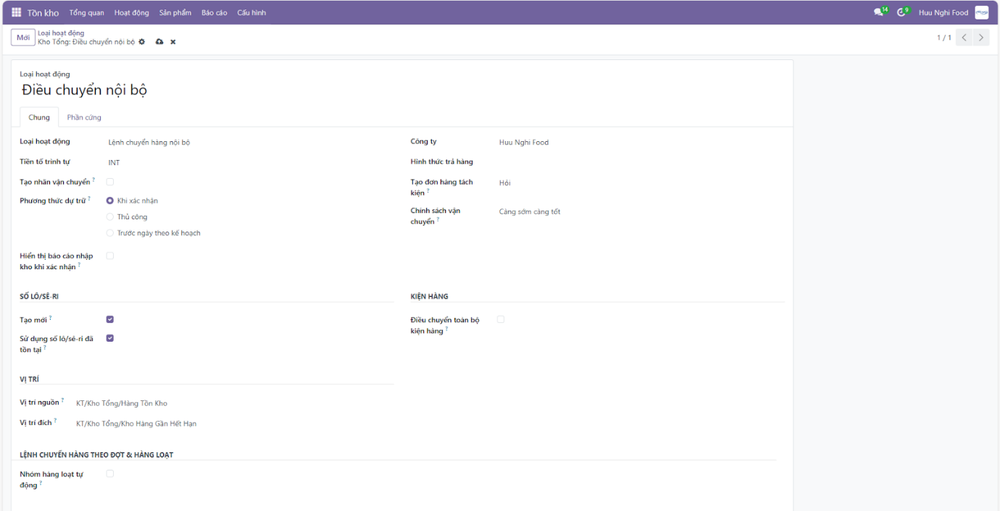 Tồn kho Tổng quan Hoạt động Sản phẩm Báo cáo Cấu hình 14 9 Huu Nghi Food
Mới Loại hoạt động
Kho Tổng: Điều chuyển nội bộ 1 / 1
Loại hoạt động
Điều chuyển nội bộ
Chung Phần cứng
Loại hoạt động Lệnh chuyển hàng nội bộ Công ty Huu Nghi Food
Tiền tố trình tự INT Hình thức trả hàng
Tạo nhãn vận chuyển ? Tạo đơn hàng tách kiện ? Hỏi
Phương thức dự trữ ? Khi xác nhận
Thủ công
Trước ngày theo kế hoạch
Chính sách vận chuyển ? Càng sớm càng tốt
Hiển thị báo cáo nhập
kho khi xác nhận ?
SỐ LÔ/SÊ-RI KIỆN HÀNG
Tạo mới ? Điều chuyển toàn bộ
kiện hàng ?
Sử dụng số lô/sê-ri đã
tồn tại ?
VỊ TRÍ
Vị trí nguồn ? KT/Kho Tổng/Hàng Tồn Kho
Vị trí đích ? KT/Kho Tổng/Kho Hàng Gần Hết Hạn
LỆNH CHUYỂN HÀNG THEO ĐỢT & HÀNG LOẠT
Nhóm hàng loạt tự
động ?